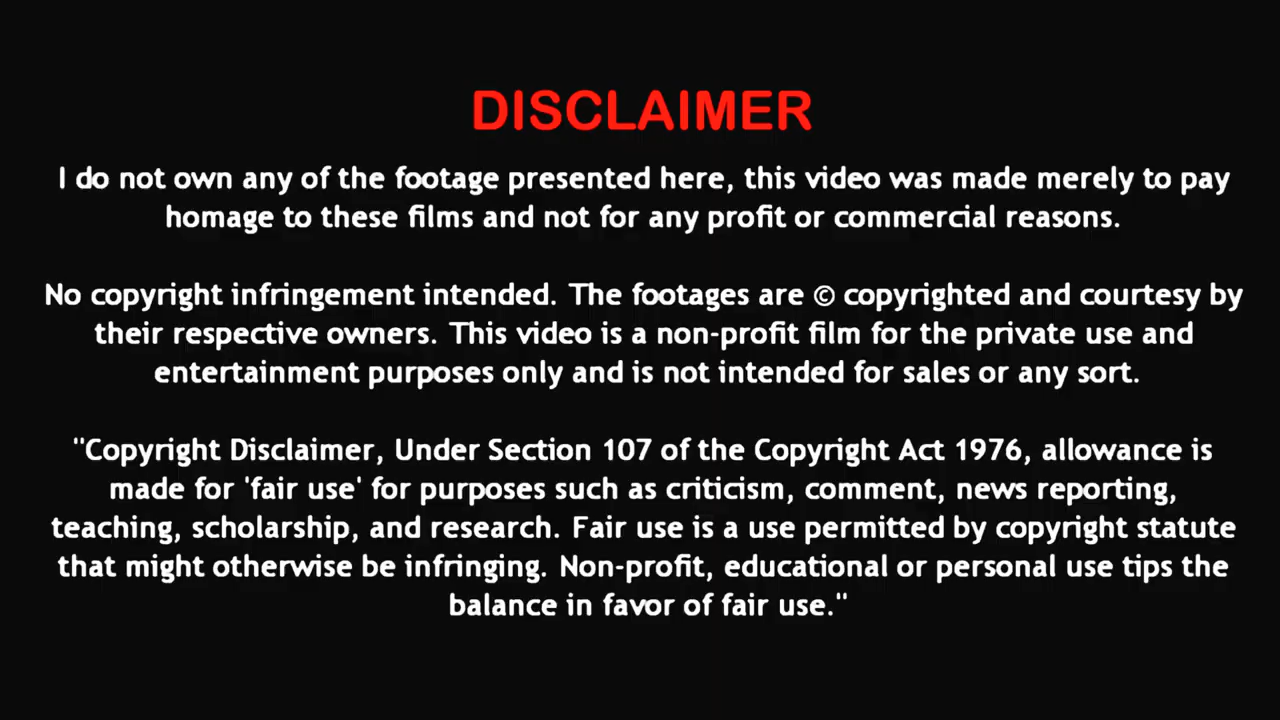 DISCLAIMER
I do not own any of the footage presented here, this video was made merely to pay
homage to these films and not for any profit or commercial reasons.
No copyright infringement intended. The footages are © copyrighted and courtesy by
their respective owners. This video is a non-profit film for the private use and
entertainment purposes only and is not intended for sales or any sort.
"Copyright Disclaimer, Under Section 107 of the Copyright Act 1976, allowance is
made for 'fair use' for purposes such as criticism, comment, news reporting,
teaching, scholarship, and research. Fair use is a use permitted by copyright statute
that might otherwise be infringing. Non-profit, educational or personal use tips the
balance in favor of fair use."